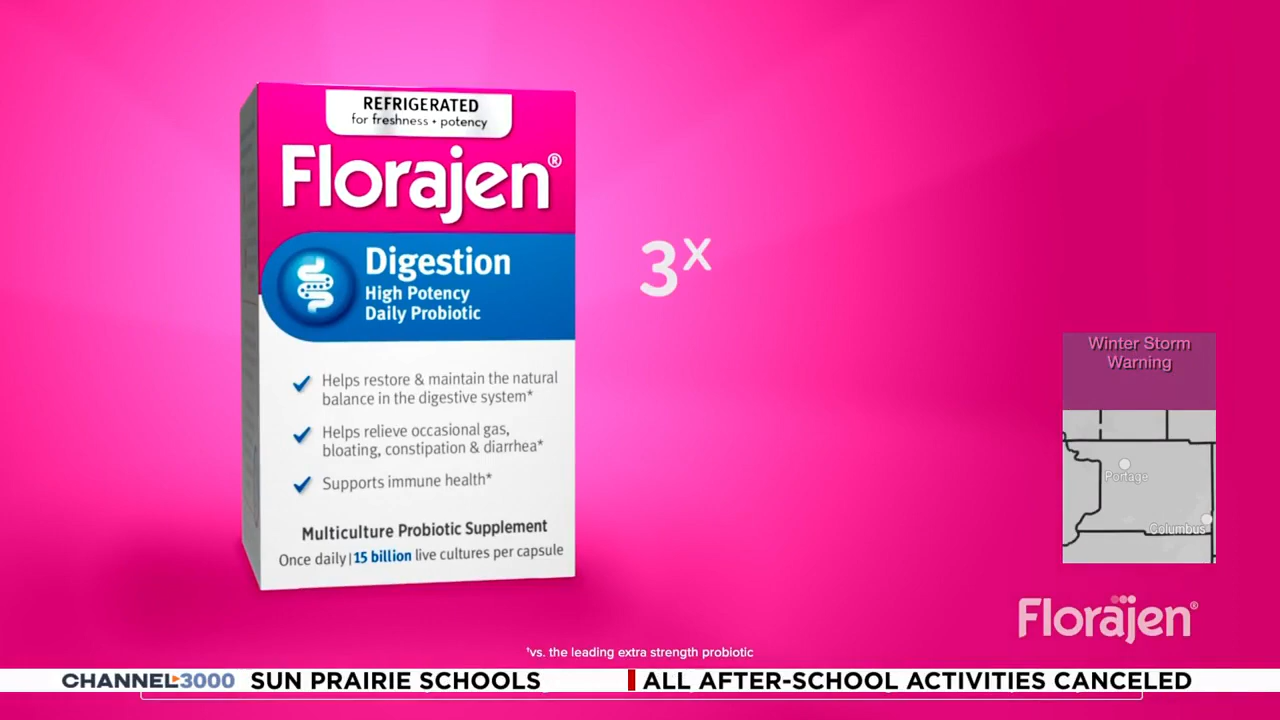 REFRIGERATED
for freshness + potency
Florajen®
Digestion
High Potency
Daily Probiotic
Helps restore & maintain the natural
balance in the digestive system*
Helps relieve occasional gas,
bloating, constipation & diarrhea*
Supports immune health*
Multiculture Probiotic Supplement
Once daily | 15 billion live cultures per capsule
3x
Winter Storm
Warning
Portage
Columbus
Florajen®
†vs. the leading extra strength probiotic
CHANNEL3000 SUN PRAIRIE SCHOOLS ALL AFTER-SCHOOL ACTIVITIES CANCELED